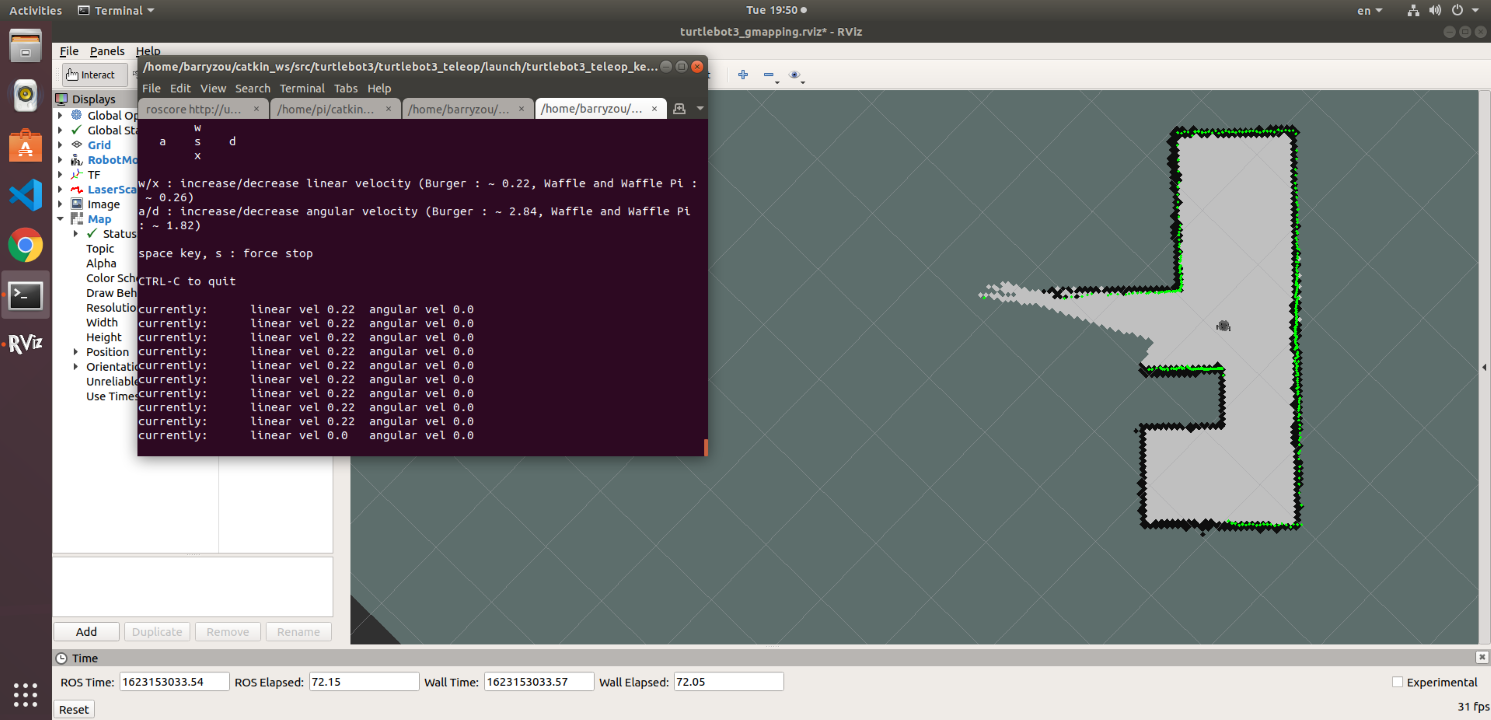 Activities
Terminal
Tue 19:50
en
turtlebot3_gmapping.rviz* - RViz
File Panels Help
Interact
Displays
Global Op
Global Sta
Grid
RobotMo
TF
LaserSca
Image
Map
Status
Topic
Alpha
Color Sch
Draw Beh
Resolutio
Width
Height
Position
Orientatio
Unreliable
Use Times
/home/barryzou/catkin_ws/src/turtlebot3/turtlebot3_teleop/launch/turtlebot3_teleop_ke...
File Edit View Search Terminal Tabs Help
roscore http://u...
/home/pi/catkin...
/home/barryzou/...
/home/barryzou/...
w
a s d
x
w/x : increase/decrease linear velocity (Burger : ~ 0.22, Waffle and Waffle Pi :
~ 0.26)
a/d : increase/decrease angular velocity (Burger : ~ 2.84, Waffle and Waffle Pi
: ~ 1.82)
space key, s : force stop
CTRL-C to quit
currently: linear vel 0.22 angular vel 0.0
currently: linear vel 0.22 angular vel 0.0
currently: linear vel 0.22 angular vel 0.0
currently: linear vel 0.22 angular vel 0.0
currently: linear vel 0.22 angular vel 0.0
currently: linear vel 0.22 angular vel 0.0
currently: linear vel 0.22 angular vel 0.0
currently: linear vel 0.22 angular vel 0.0
currently: linear vel 0.22 angular vel 0.0
currently: linear vel 0.0 angular vel 0.0
RViz
Add Duplicate Remove Rename
Time
ROS Time: 1623153033.54 ROS Elapsed: 72.15 Wall Time: 1623153033.57 Wall Elapsed: 72.05 Experimental
Reset
31 fps